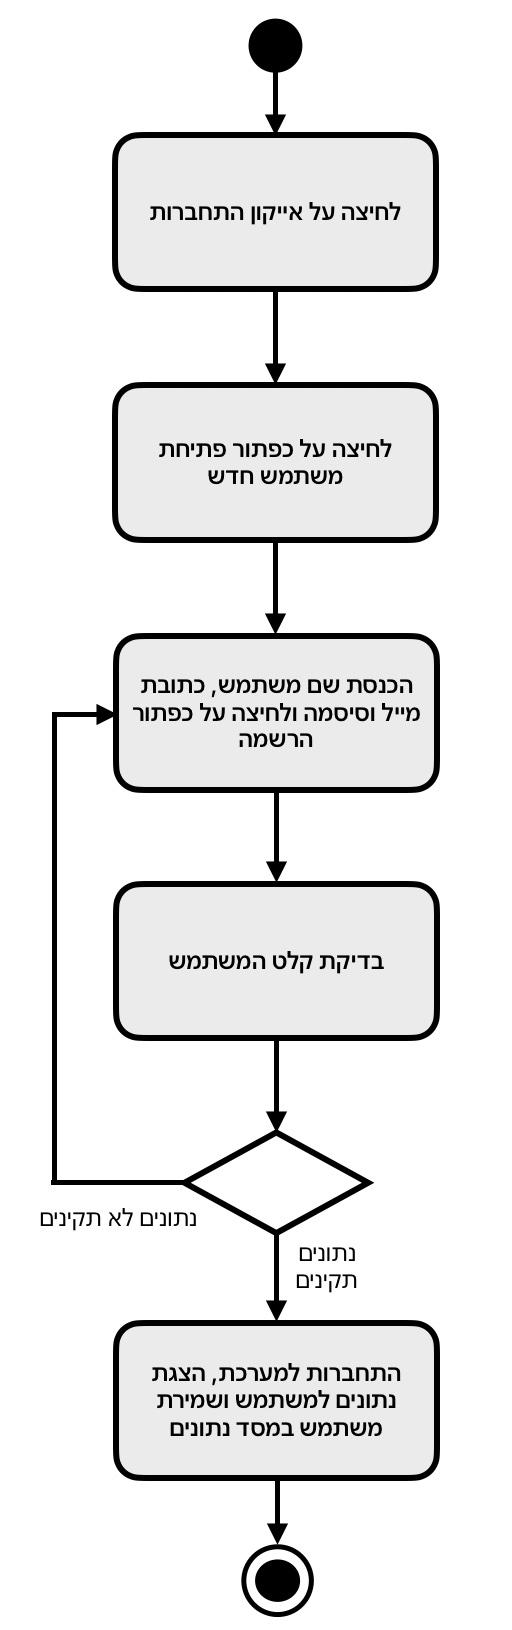 לחיצה על אייקון התחברות
לחיצה על כפתור פתיחת
משתמש חדש
הכנסת שם משתמש, כתובת
מייל וסיסמה ולחיצה על כפתור
הרשמה
בדיקת קלט המשתמש
נתונים לא תקינים
נתונים
תקינים
התחברות למערכת, הצגת
נתונים למשתמש ושמירת
משתמש במסד נתונים